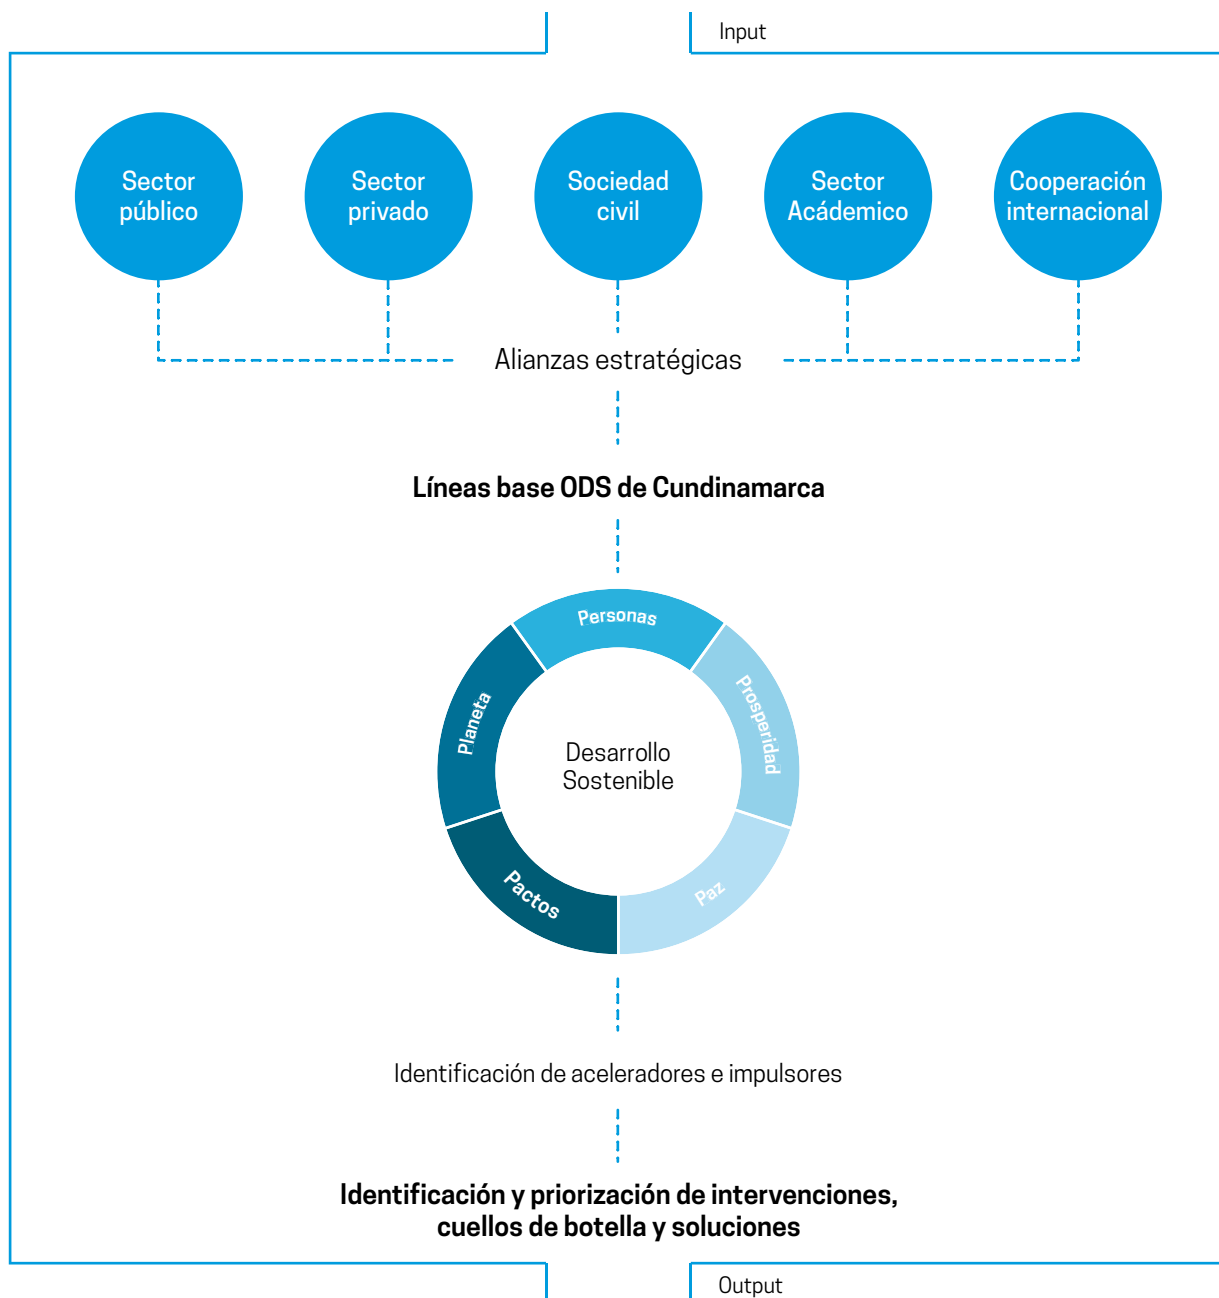 Input
Sector
público
Sector
privado
Sociedad
civil
Sector
Acádemico
Cooperación
internacional
Alianzas estratégicas
Líneas base ODS de Cundinamarca
Personas
Prosperidad
Paz
Pactos
Planeta
Desarrollo
Sostenible
Identificación de aceleradores e impulsores
Identificación y priorización de intervenciones,
cuellos de botella y soluciones
Output